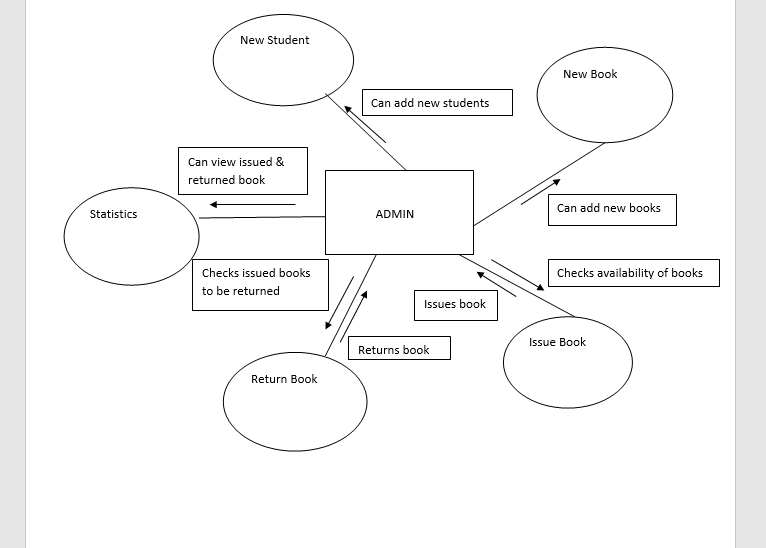 New Student
New Book
Can add new students
Can view issued &
returned book
Can add new books
Statistics
ADMIN
Checks issued books
to be returned
Checks availability of books
Issues book
Returns book
Issue Book
Return Book